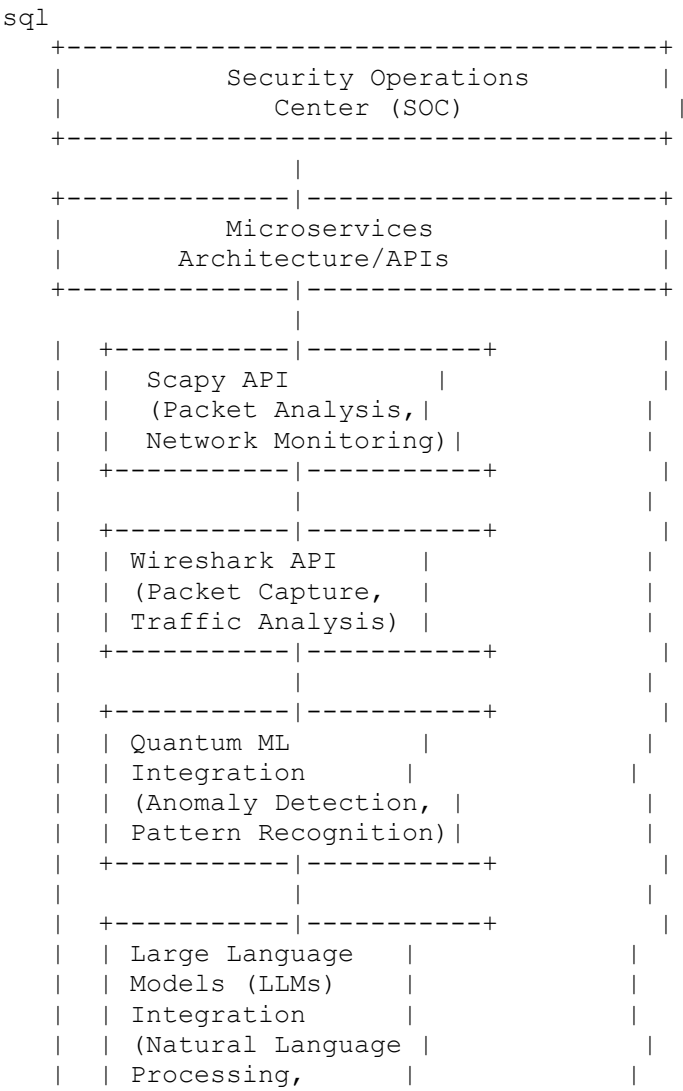 sql
+-------------------------------------+
| Security Operations |
| Center (SOC) |
+-------------------------------------+
|
+--------------|----------------------+
| Microservices |
| Architecture/APIs |
+--------------|----------------------+
|
| +-----------|-----------+ |
| | Scapy API | |
| | (Packet Analysis,| |
| | Network Monitoring)| |
| +-----------|-----------+ |
| | |
| +-----------|-----------+ |
| | Wireshark API | |
| | (Packet Capture, | |
| | Traffic Analysis) | |
| +-----------|-----------+ |
| | |
| +-----------|-----------+ |
| | Quantum ML | |
| | Integration | |
| | (Anomaly Detection, | |
| | Pattern Recognition)| |
| +-----------|-----------+ |
| | |
| +-----------|-----------+ |
| | Large Language | |
| | Models (LLMs) | |
| | Integration | |
| | (Natural Language | |
| | Processing, | |